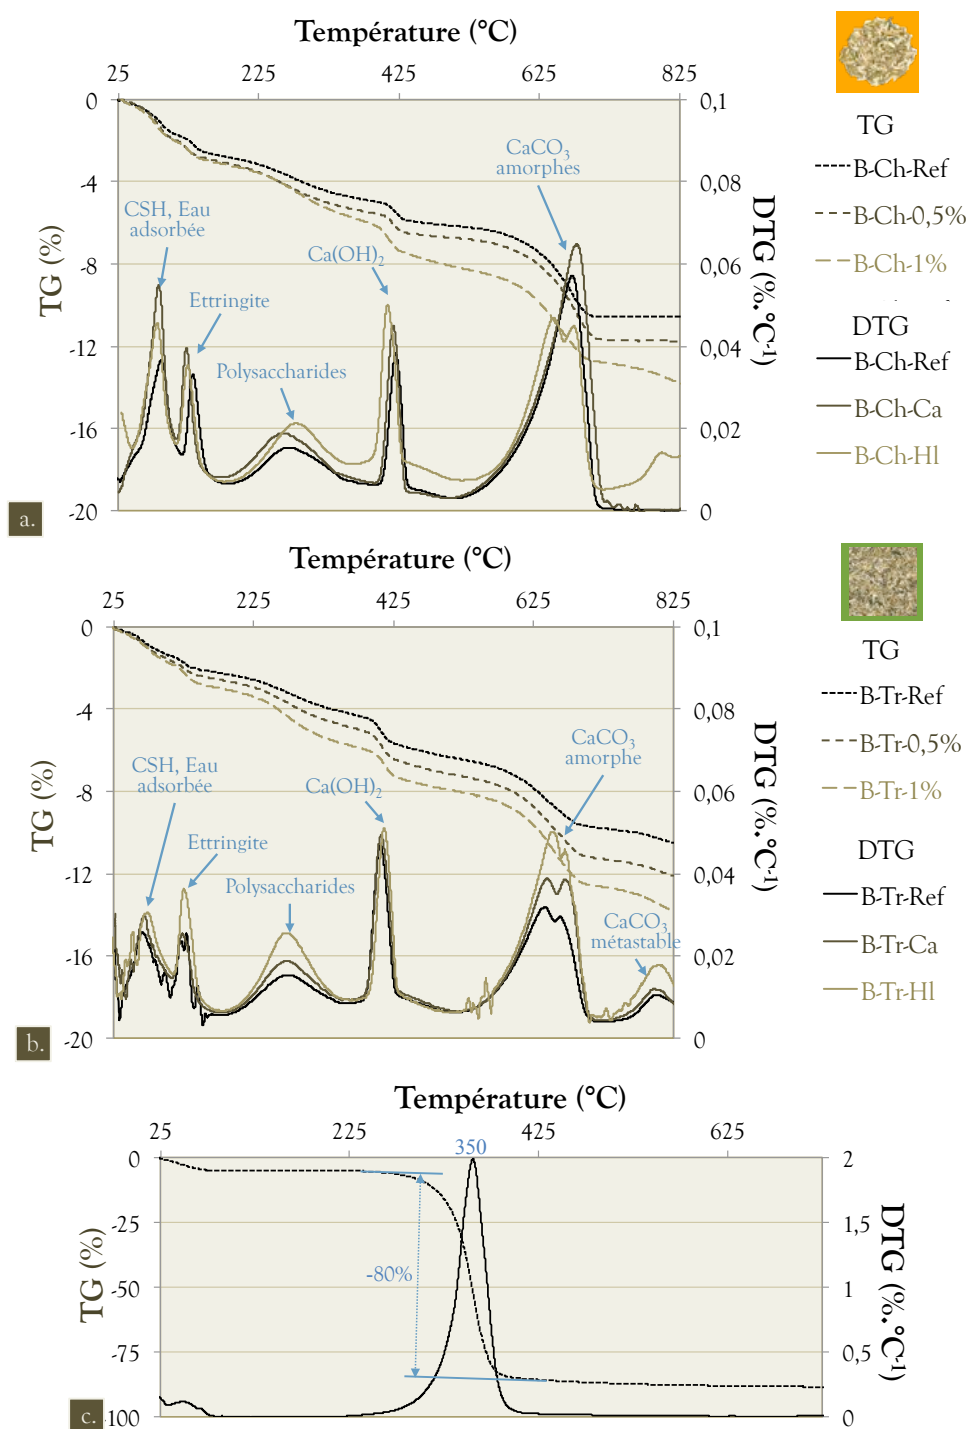 Température (°C)
25 225 425 625 825
0 0,1
-4 0,08
-8 0,06
-12 0,04
-16 0,02
-20 0
TG (%)
DTG (%.°C⁻¹)
CSH, Eau
adsorbée
Ettringite
Polysaccharides
Ca(OH)₂
CaCO₃
amorphes
a.
TG
B-Ch-Ref
B-Ch-0,5%
B-Ch-1%
DTG
B-Ch-Ref
B-Ch-Ca
B-Ch-Hl
Température (°C)
25 225 425 625 825
0 0,1
-4 0,08
-8 0,06
-12 0,04
-16 0,02
-20 0
TG (%)
DTG (%.°C⁻¹)
CSH, Eau
adsorbée
Ettringite
Polysaccharides
Ca(OH)₂
CaCO₃
amorphe
CaCO₃
métastable
b.
TG
B-Tr-Ref
B-Tr-0,5%
B-Tr-1%
DTG
B-Tr-Ref
B-Tr-Ca
B-Tr-Hl
Température (°C)
25 225 425 625
350
0 2
-25 1,5
-50 1
-75 0,5
-100 0
TG (%)
DTG (%.°C⁻¹)
-80%
c.